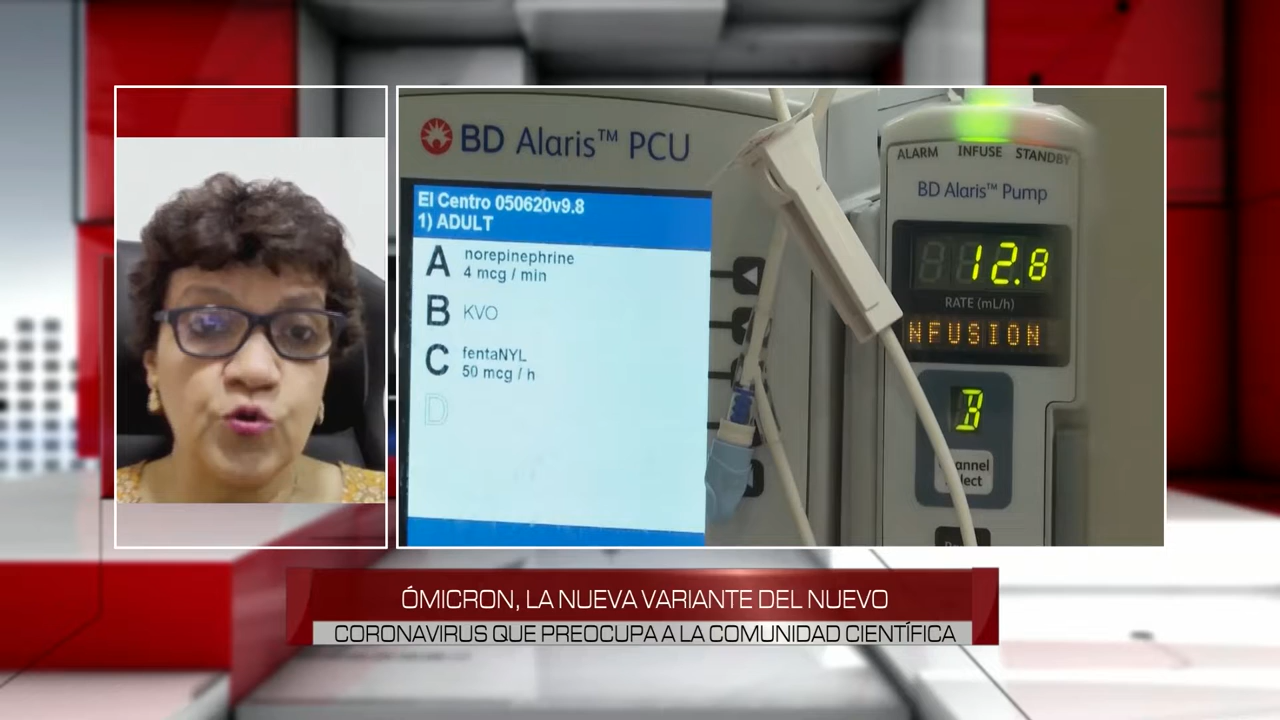 BD Alaris™ PCU
El Centro 050620v9.8
1) ADULT
A norepinephrine
4 mcg / min
B KVO
C fentaNYL
50 mcg / h
D
ALARM INFUSE STANDBY
BD Alaris™ Pump
12.8
RATE (mL/h)
NFUSION
B
ÓMICRON, LA NUEVA VARIANTE DEL NUEVO
CORONAVIRUS QUE PREOCUPA A LA COMUNIDAD CIENTÍFICA